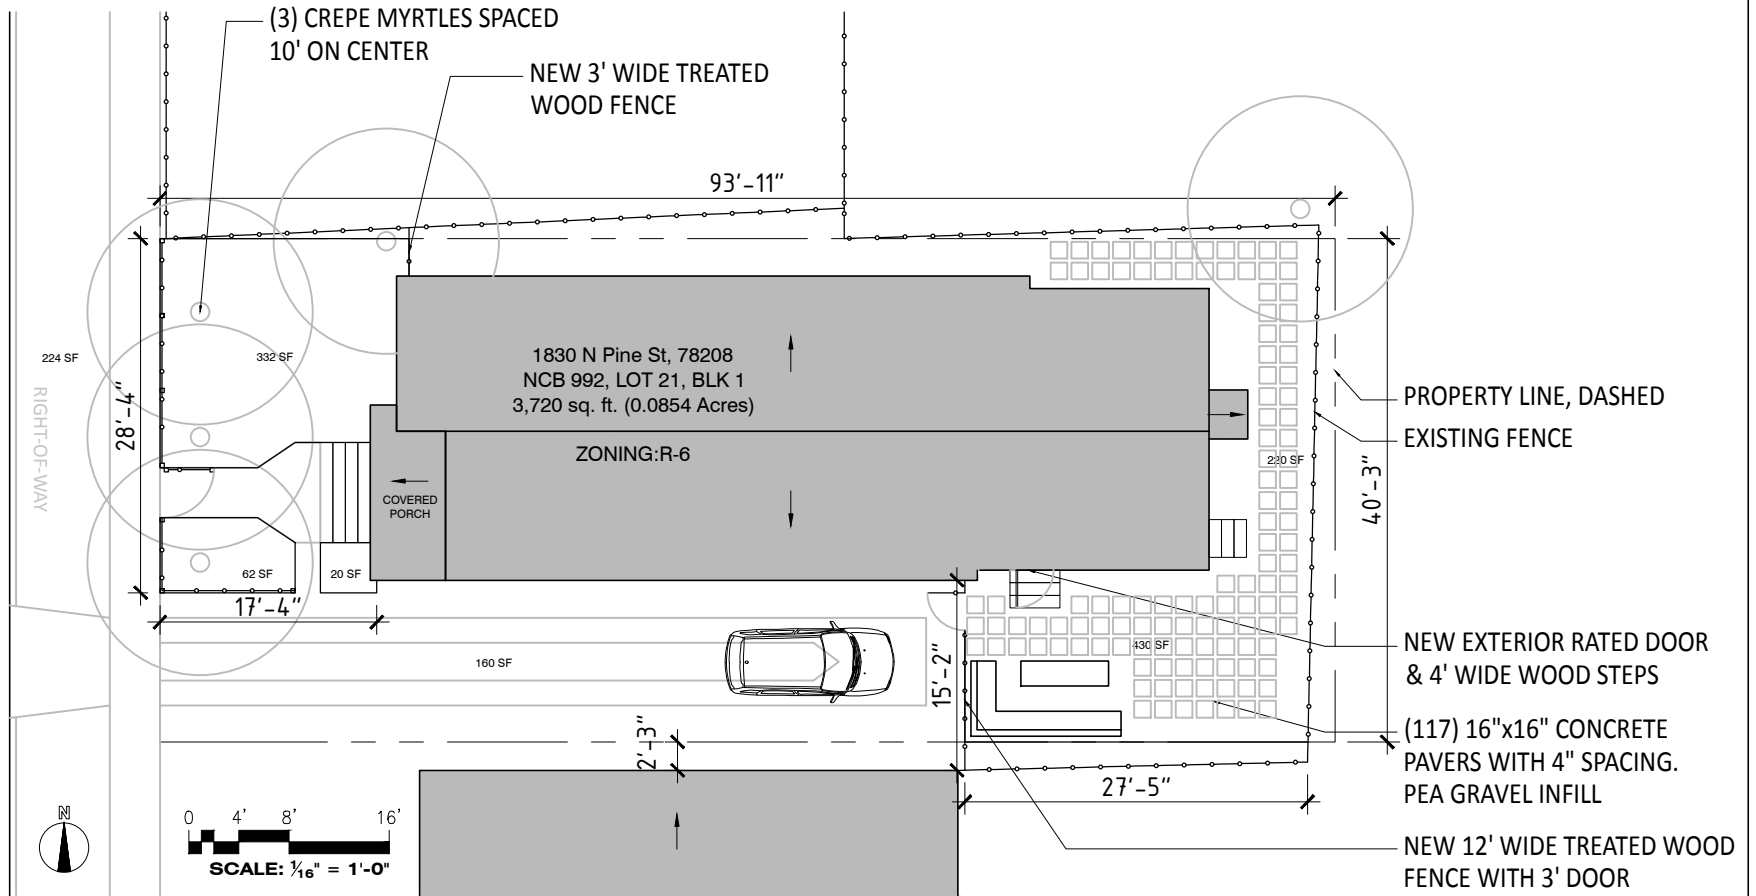 (3) CREPE MYRTLES SPACED
10' ON CENTER
NEW 3' WIDE TREATED
WOOD FENCE
93'-11"
1830 N Pine St, 78208
NCB 992, LOT 21, BLK 1
3,720 sq. ft. (0.0854 Acres)
ZONING:R-6
224 SF
332 SF
RIGHT-OF-WAY
28'-4"
COVERED
PORCH
62 SF
20 SF
17'-4"
160 SF
2'-3"
15'-2"
220 SF
430 SF
40'-3"
27'-5"
PROPERTY LINE, DASHED
EXISTING FENCE
NEW EXTERIOR RATED DOOR
& 4' WIDE WOOD STEPS
(117) 16"x16" CONCRETE
PAVERS WITH 4" SPACING.
PEA GRAVEL INFILL
NEW 12' WIDE TREATED WOOD
FENCE WITH 3' DOOR
N
0 4' 8' 16'
SCALE: 1⁄16" = 1'-0"